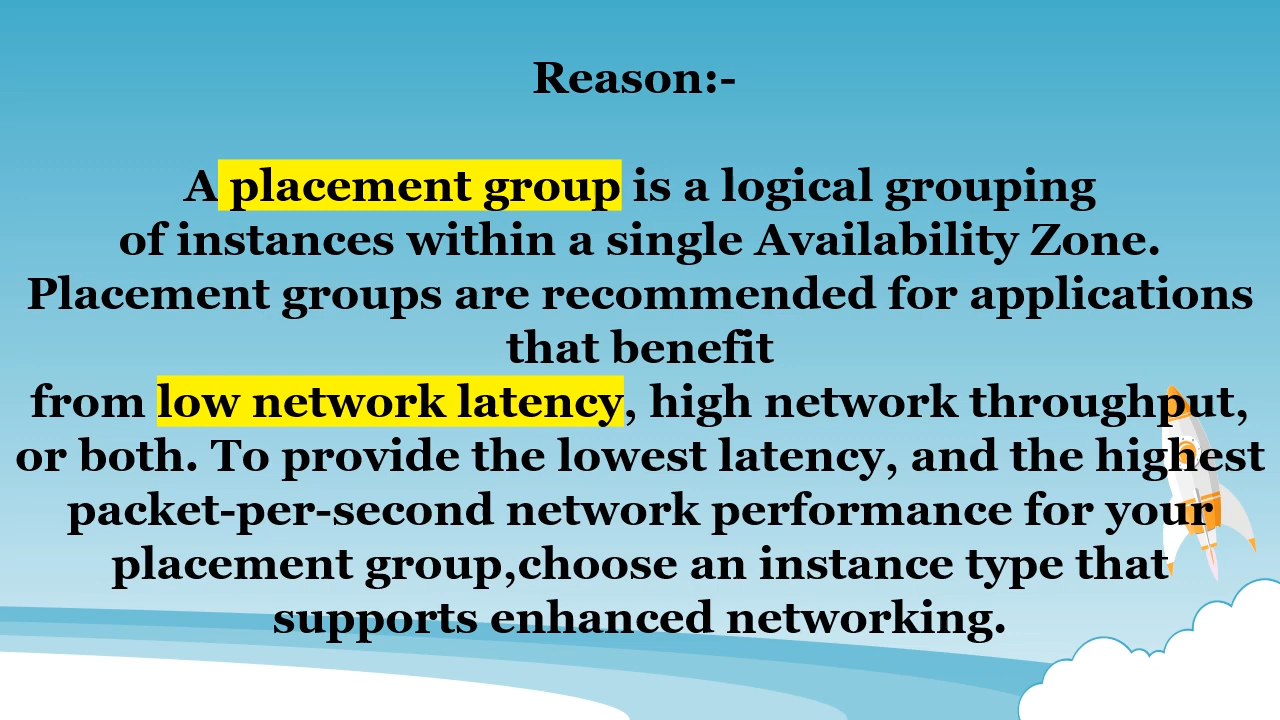 Reason:-
A placement group is a logical grouping
of instances within a single Availability Zone.
Placement groups are recommended for applications
that benefit
from low network latency, high network throughput,
or both. To provide the lowest latency, and the highest
packet-per-second network performance for your
placement group,choose an instance type that
supports enhanced networking.